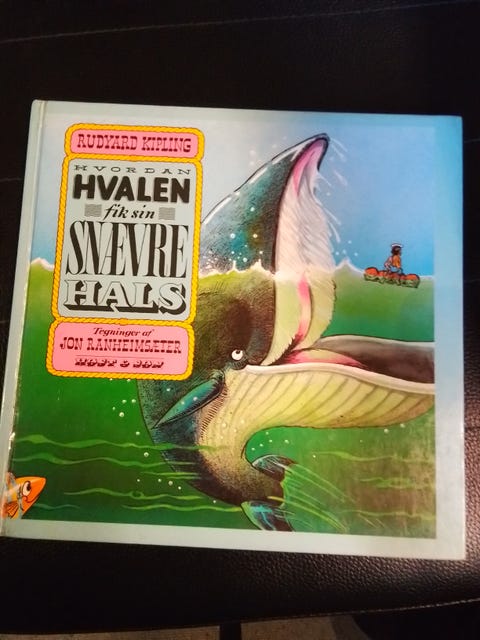 RUDYARD KIPLING
HVORDAN
HVALEN
fik sin
SNÆVRE
HALS
Tegninger af
JON RANHEIMSÆTER
HØST & SØN